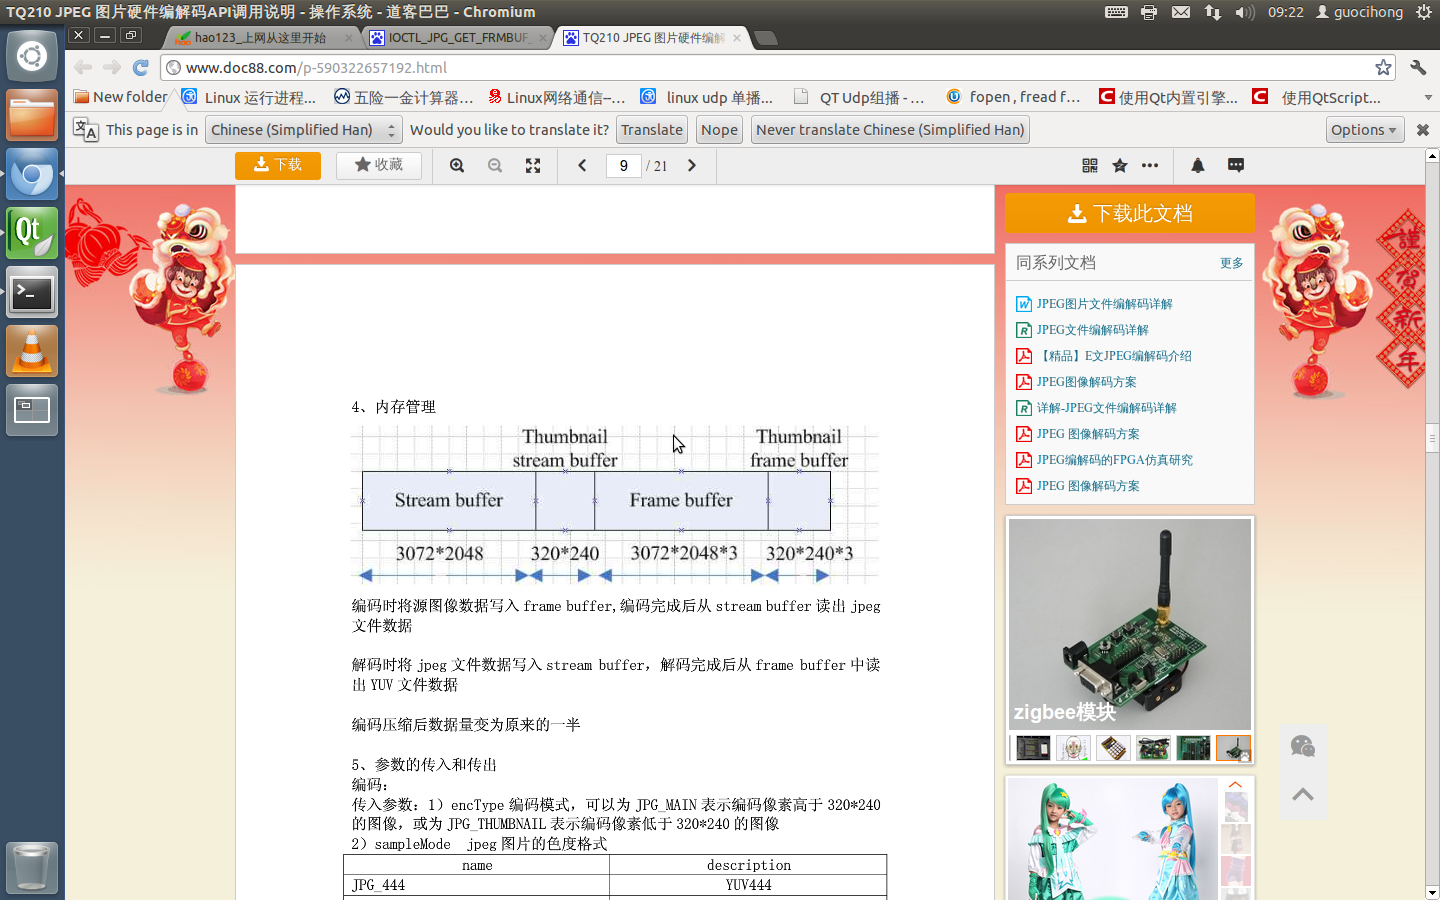 TQ210 JPEG 图片硬件编解码API调用说明 - 操作系统 - 道客巴巴 - Chromium
09:22
guocihong
hao123_上网从这里开始
IOCTL_JPG_GET_FRMBUF_
TQ210 JPEG 图片硬件编解
www.doc88.com/p-590322657192.html
New folder
Linux 运行进程...
五险一金计算器...
Linux网络通信--...
linux udp 单播...
QT Udp组播 - ...
fopen , fread f...
使用Qt内置引擎...
使用QtScript...
This page is in
Chinese (Simplified Han)
Would you like to translate it?
Translate
Nope
Never translate Chinese (Simplified Han)
Options
下载
收藏
9
/ 21
下载此文档
同系列文档
更多
JPEG图片文件编解码详解
JPEG文件编解码详解
【精品】E文JPEG编解码介绍
JPEG图像解码方案
详解-JPEG文件编解码详解
JPEG 图像解码方案
JPEG编解码的FPGA仿真研究
JPEG 图像解码方案
謹
賀
新
年
zigbee模块
4、内存管理
Thumbnail
stream buffer
Thumbnail
frame buffer
Stream buffer
Frame buffer
3072*2048
320*240
3072*2048*3
320*240*3
编码时将源图像数据写入 frame buffer,编码完成后从 stream buffer 读出 jpeg
文件数据
解码时将 jpeg 文件数据写入 stream buffer，解码完成后从 frame buffer 中读
出 YUV 文件数据
编码压缩后数据量变为原来的一半
5、参数的传入和传出
编码：
传入参数：1）encType 编码模式，可以为 JPG_MAIN 表示编码像素高于 320*240
的图像，或为 JPG_THUMBNAIL 表示编码像素低于 320*240 的图像
2）sampleMode jpeg 图片的色度格式
name
description
JPG_444
YUV444